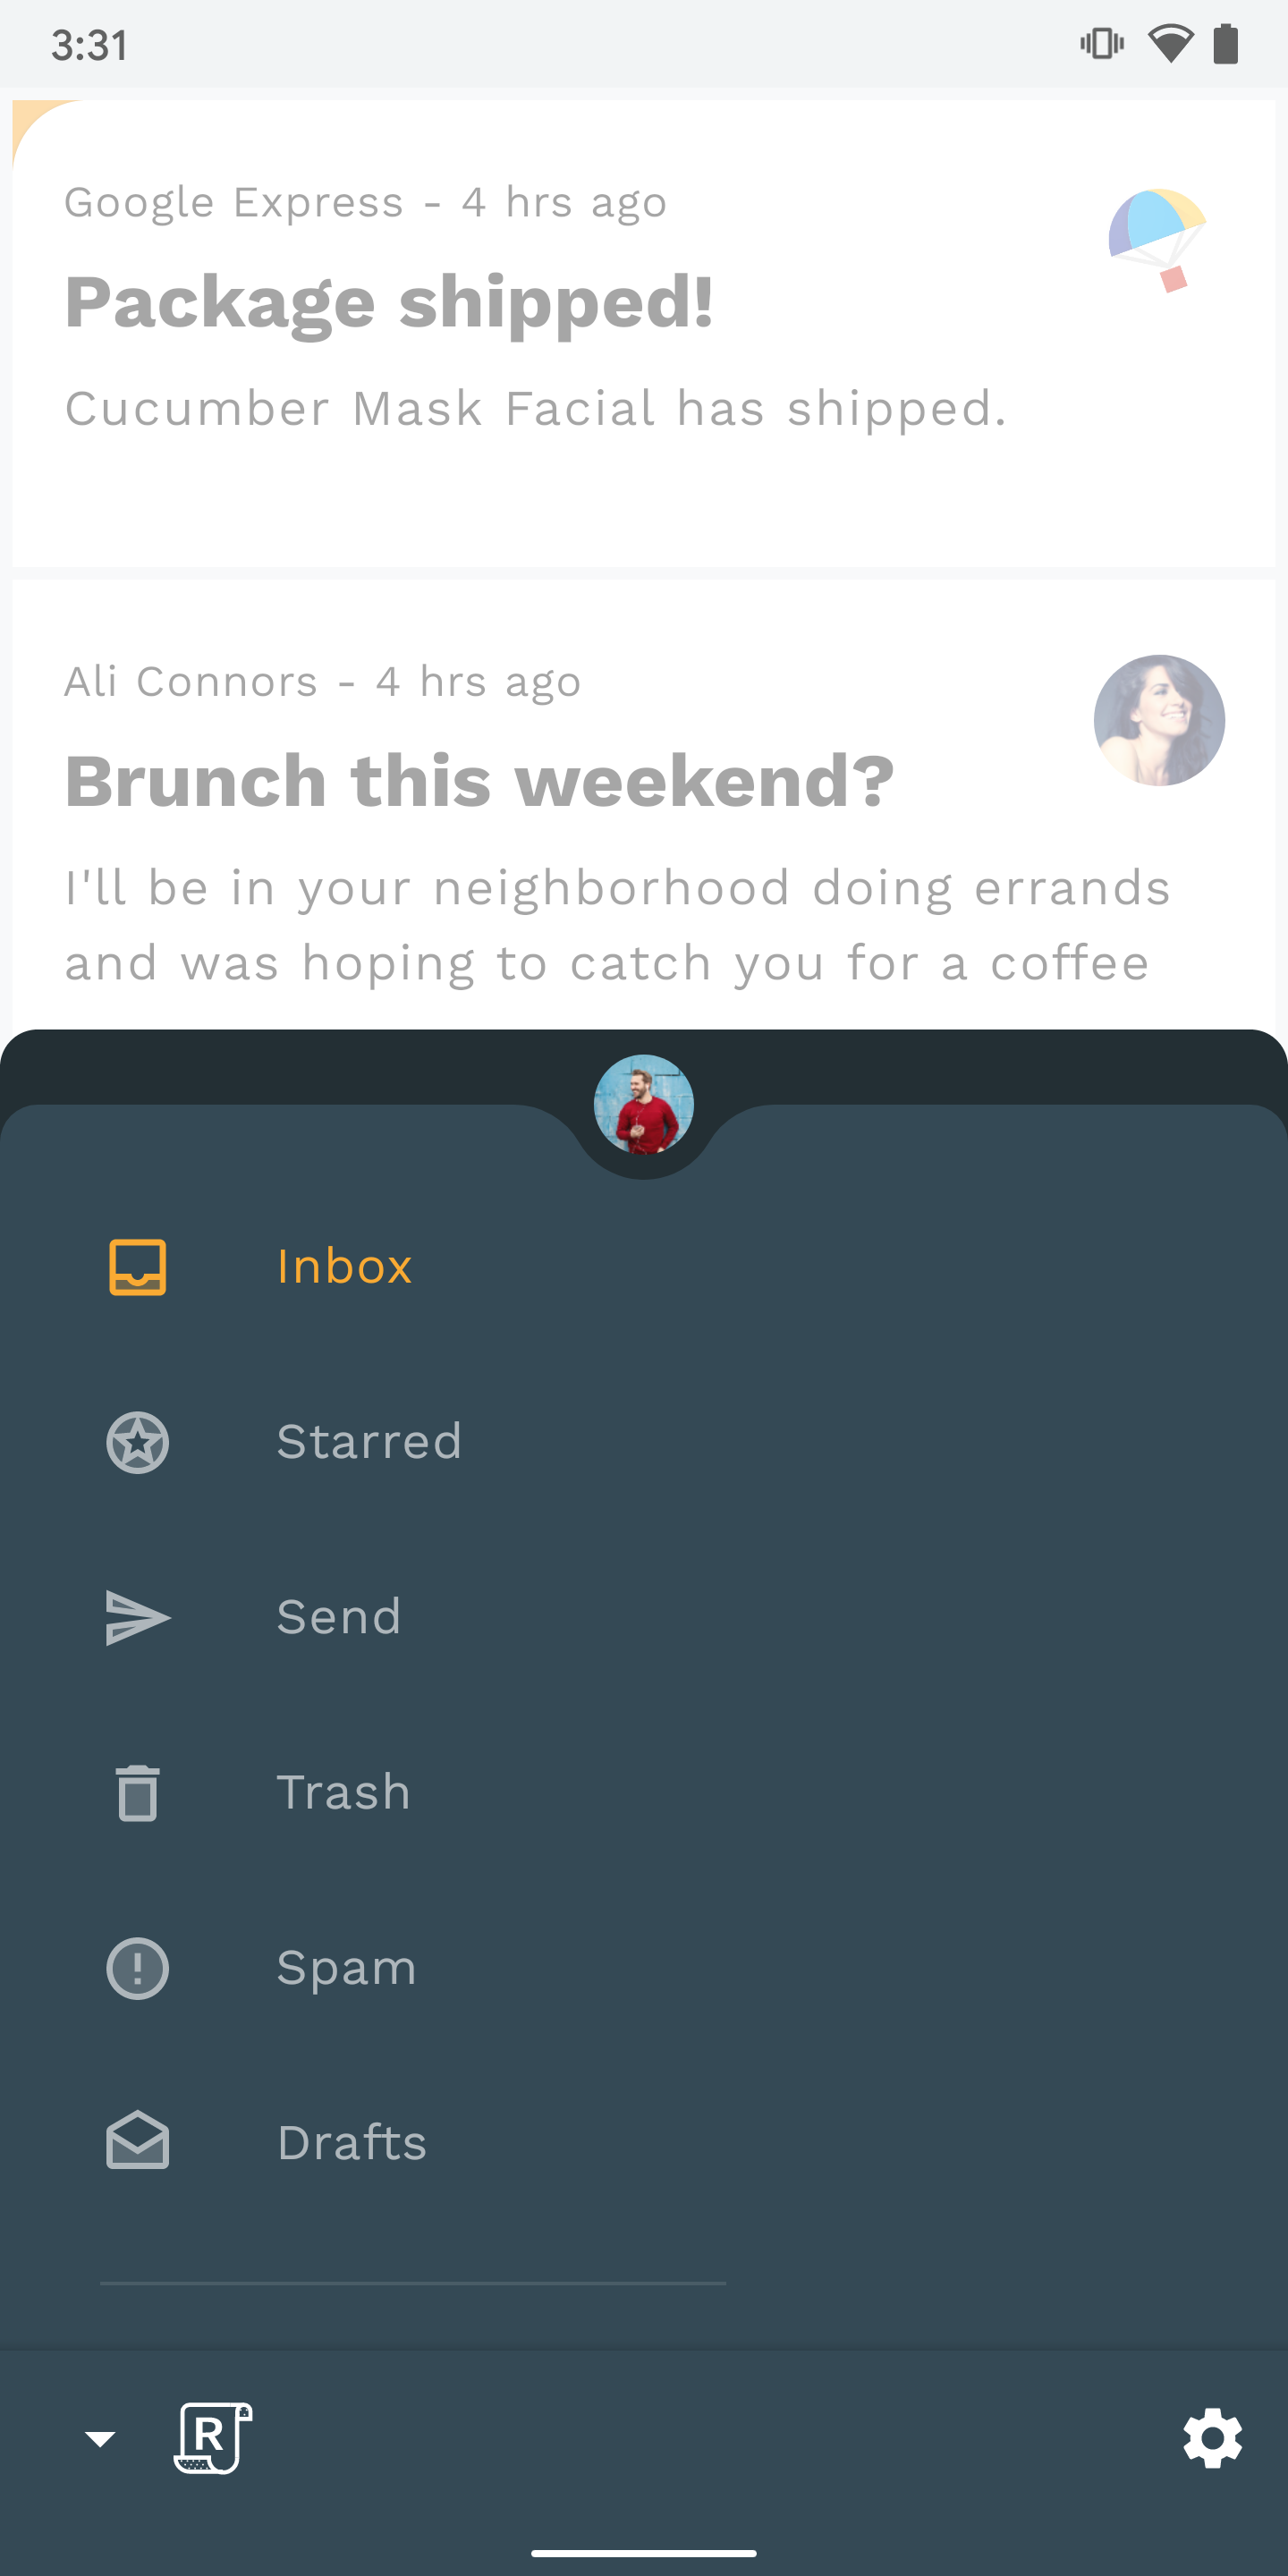 3:31
Google Express - 4 hrs ago
Package shipped!
Cucumber Mask Facial has shipped.
Ali Connors - 4 hrs ago
Brunch this weekend?
I'll be in your neighborhood doing errands
and was hoping to catch you for a coffee
Inbox
Starred
Send
Trash
Spam
Drafts
R